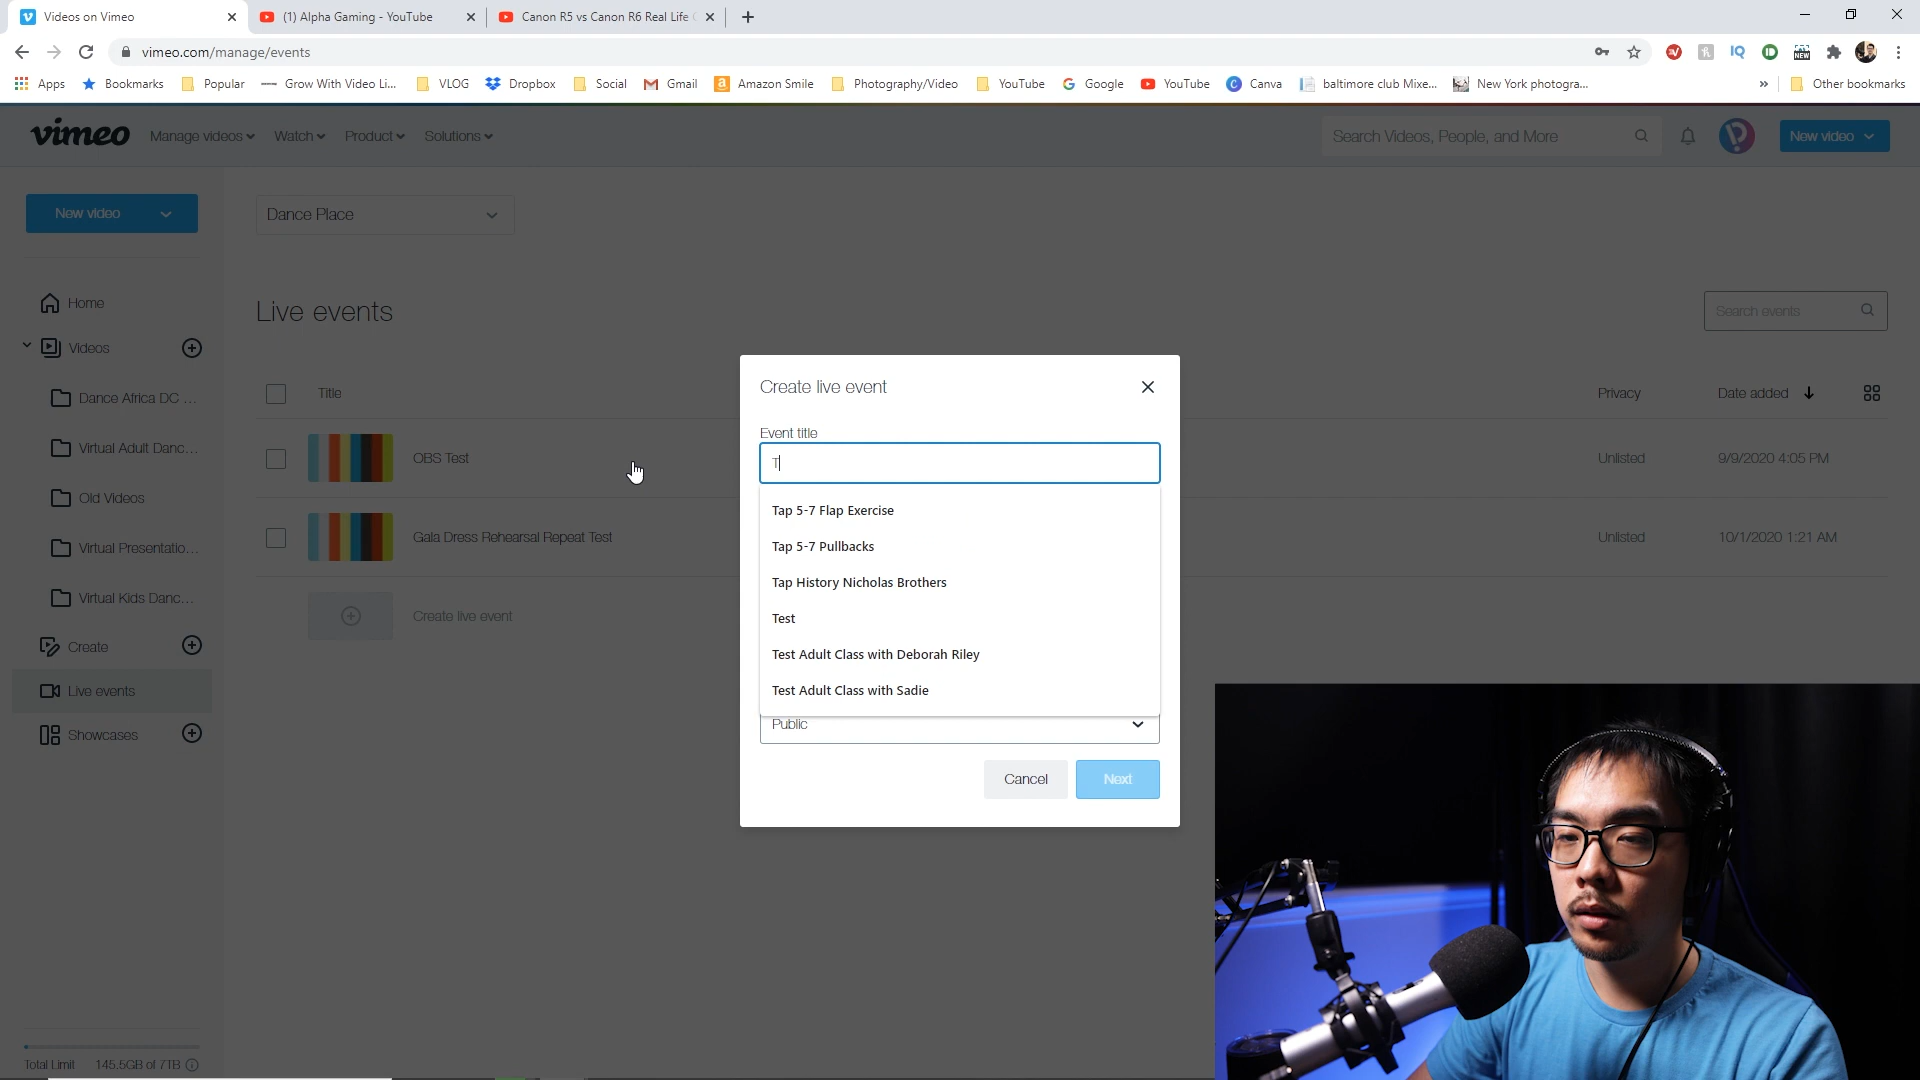 Videos on Vimeo
(1) Alpha Gaming - YouTube
Canon R5 vs Canon R6 Real Life
vimeo.com/manage/events
Apps
Bookmarks
Popular
Grow With Video Li...
VLOG
Dropbox
Social
Gmail
Amazon Smile
Photography/Video
YouTube
Google
YouTube
Canva
baltimore club Mixe...
New York photogra...
»
Other bookmarks
vimeo
Manage videos
Watch
Product
Solutions
Search Videos, People, and More
New video
New video
Dance Place
Home
Live events
Search events
Videos
Create live event
Title
Privacy
Date added
Dance Africa DC ...
Event title
Virtual Adult Danc...
OBS Test
T
Unlisted
9/9/2020 4:05 PM
Old Videos
Tap 5-7 Flap Exercise
Virtual Presentatio...
Gala Dress Rehearsal Repeat Test
Tap 5-7 Pullbacks
Unlisted
10/1/2020 1:21 AM
Tap History Nicholas Brothers
Virtual Kids Danc...
Create live event
Test
Create
Test Adult Class with Deborah Riley
Live events
Test Adult Class with Sadie
Showcases
Public
Cancel
Next
Total Limit 145.5GB of 7TB